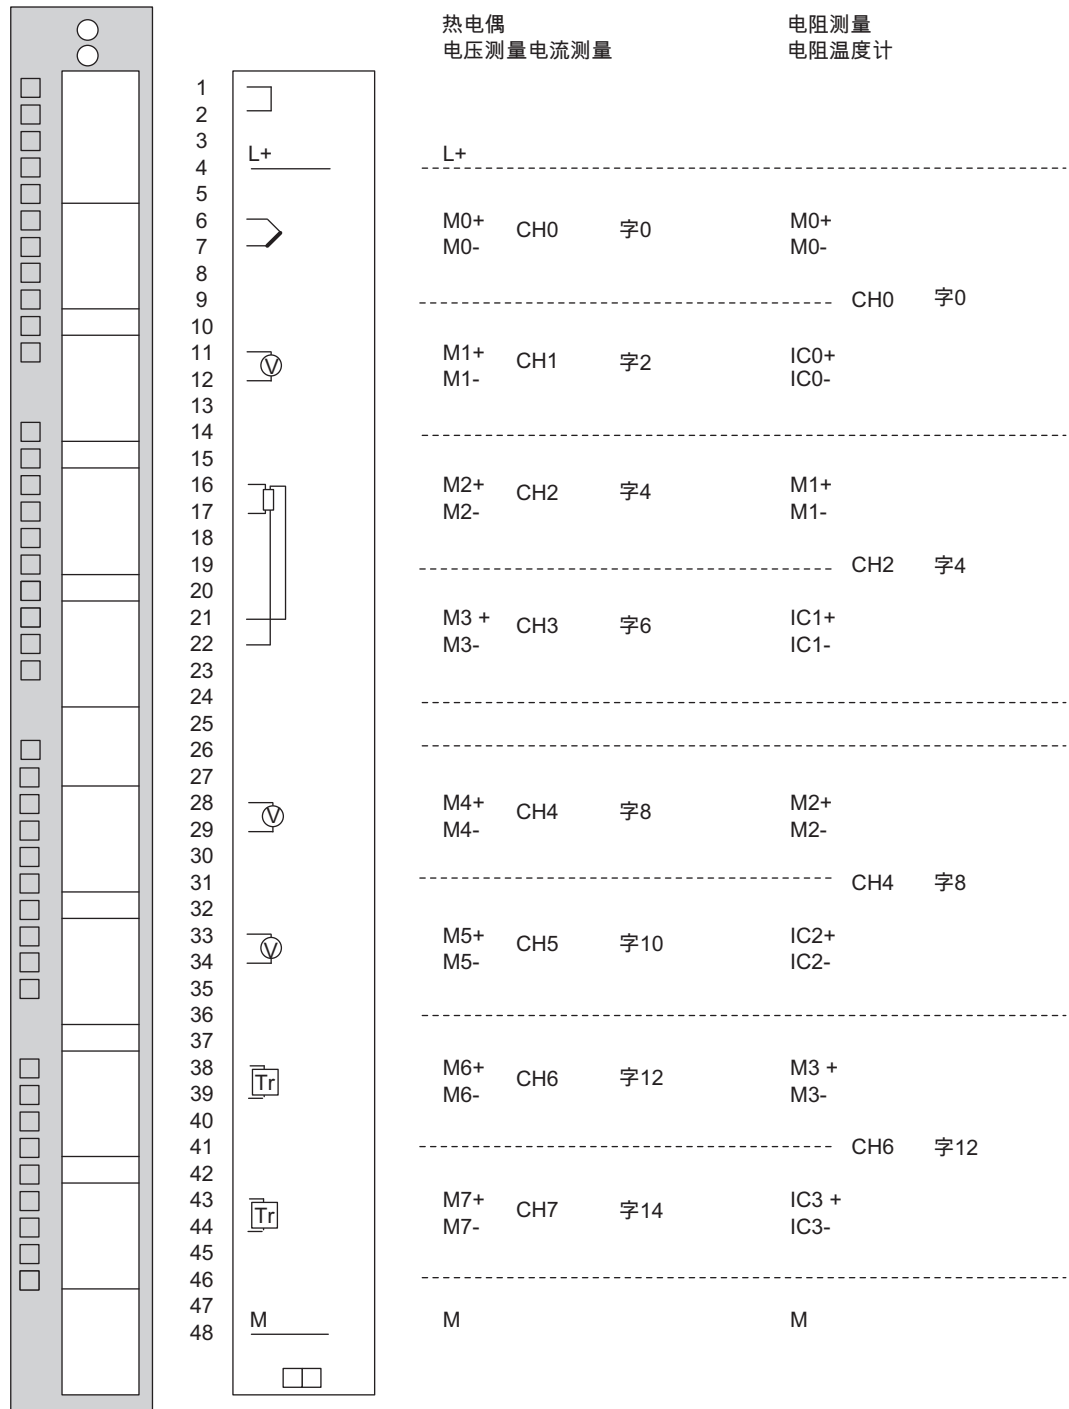 热电偶 电阻测量
电压测量电流测量 电阻温度计
1
2
3
L+ L+
4
5
6 M0+ CH0 字0 M0+
7 M0- M0-
8
9 CH0 字0
10
11 V M1+ CH1 字2 IC0+
12 M1- IC0-
13
14
15
16 M2+ CH2 字4 M1+
17 M2- M1-
18
19 CH2 字4
20
21 M3 + CH3 字6 IC1+
22 M3- IC1-
23
24
25
26
27
28 V M4+ CH4 字8 M2+
29 M4- M2-
30
31 CH4 字8
32
33 V M5+ CH5 字10 IC2+
34 M5- IC2-
35
36
37
38 Tr M6+ CH6 字12 M3 +
39 M6- M3-
40
41 CH6 字12
42
43 Tr M7+ CH7 字14 IC3 +
44 M7- IC3-
45
46
47
M M M
48